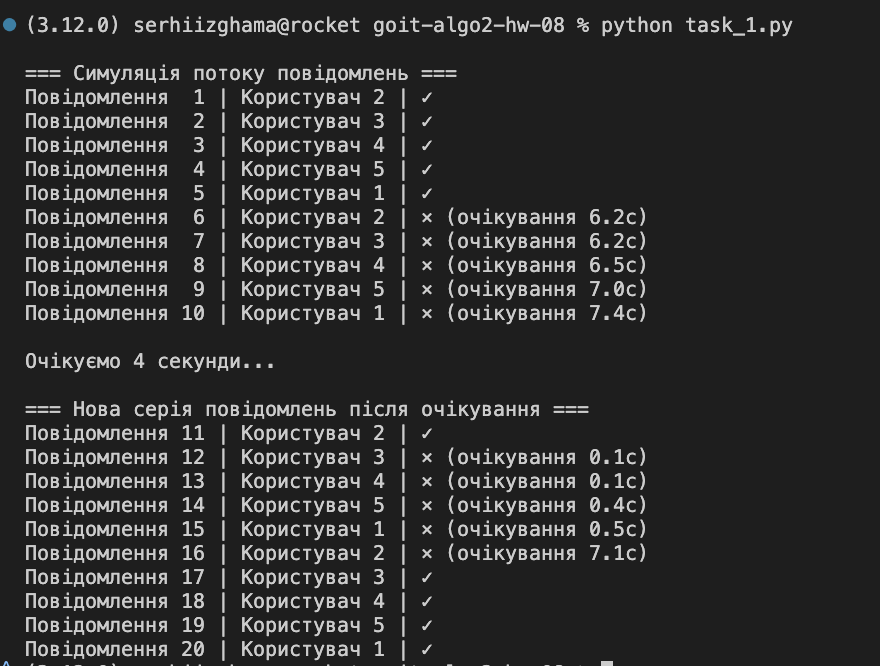 (3.12.0) serhiizghama@rocket goit-algo2-hw-08 % python task_1.py
=== Симуляція потоку повідомлень ===
Повідомлення  1 | Користувач 2 | ✓
Повідомлення  2 | Користувач 3 | ✓
Повідомлення  3 | Користувач 4 | ✓
Повідомлення  4 | Користувач 5 | ✓
Повідомлення  5 | Користувач 1 | ✓
Повідомлення  6 | Користувач 2 | × (очікування 6.2с)
Повідомлення  7 | Користувач 3 | × (очікування 6.2с)
Повідомлення  8 | Користувач 4 | × (очікування 6.5с)
Повідомлення  9 | Користувач 5 | × (очікування 7.0с)
Повідомлення 10 | Користувач 1 | × (очікування 7.4с)
Очікуємо 4 секунди...
=== Нова серія повідомлень після очікування ===
Повідомлення 11 | Користувач 2 | ✓
Повідомлення 12 | Користувач 3 | × (очікування 0.1с)
Повідомлення 13 | Користувач 4 | × (очікування 0.1с)
Повідомлення 14 | Користувач 5 | × (очікування 0.4с)
Повідомлення 15 | Користувач 1 | × (очікування 0.5с)
Повідомлення 16 | Користувач 2 | × (очікування 7.1с)
Повідомлення 17 | Користувач 3 | ✓
Повідомлення 18 | Користувач 4 | ✓
Повідомлення 19 | Користувач 5 | ✓
Повідомлення 20 | Користувач 1 | ✓